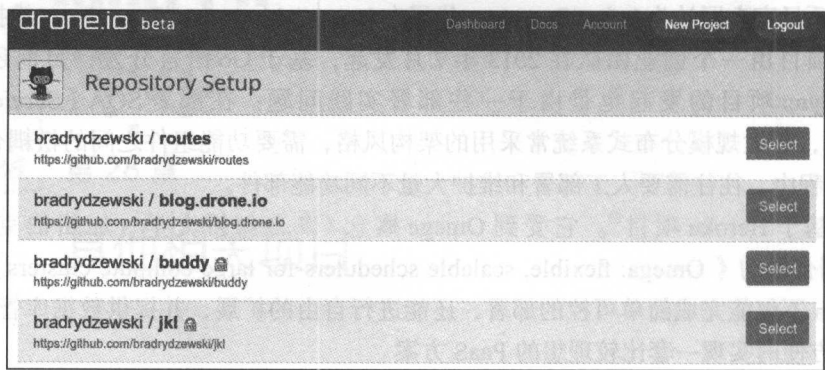 drone.io beta
Dashboard Docs Account New Project Logout
Repository Setup
bradrydzewski / routes
https://github.com/bradrydzewski/routes
Select
bradrydzewski / blog.drone.io
https://github.com/bradrydzewski/blog.drone.io
Select
bradrydzewski / buddy
https://github.com/bradrydzewski/buddy
Select
bradrydzewski / jkl
https://github.com/bradrydzewski/jkl
Select